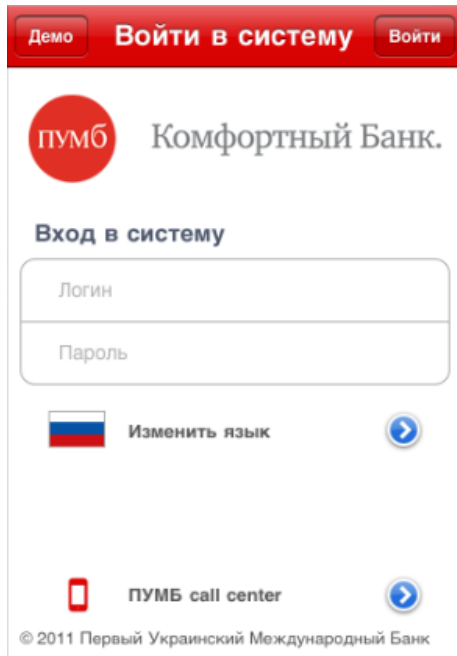 Демо Войти в систему Войти
пумб Комфортный Банк.
Вход в систему
Логин
Пароль
Изменить язык
ПУМБ call center
© 2011 Первый Украинский Международный Банк